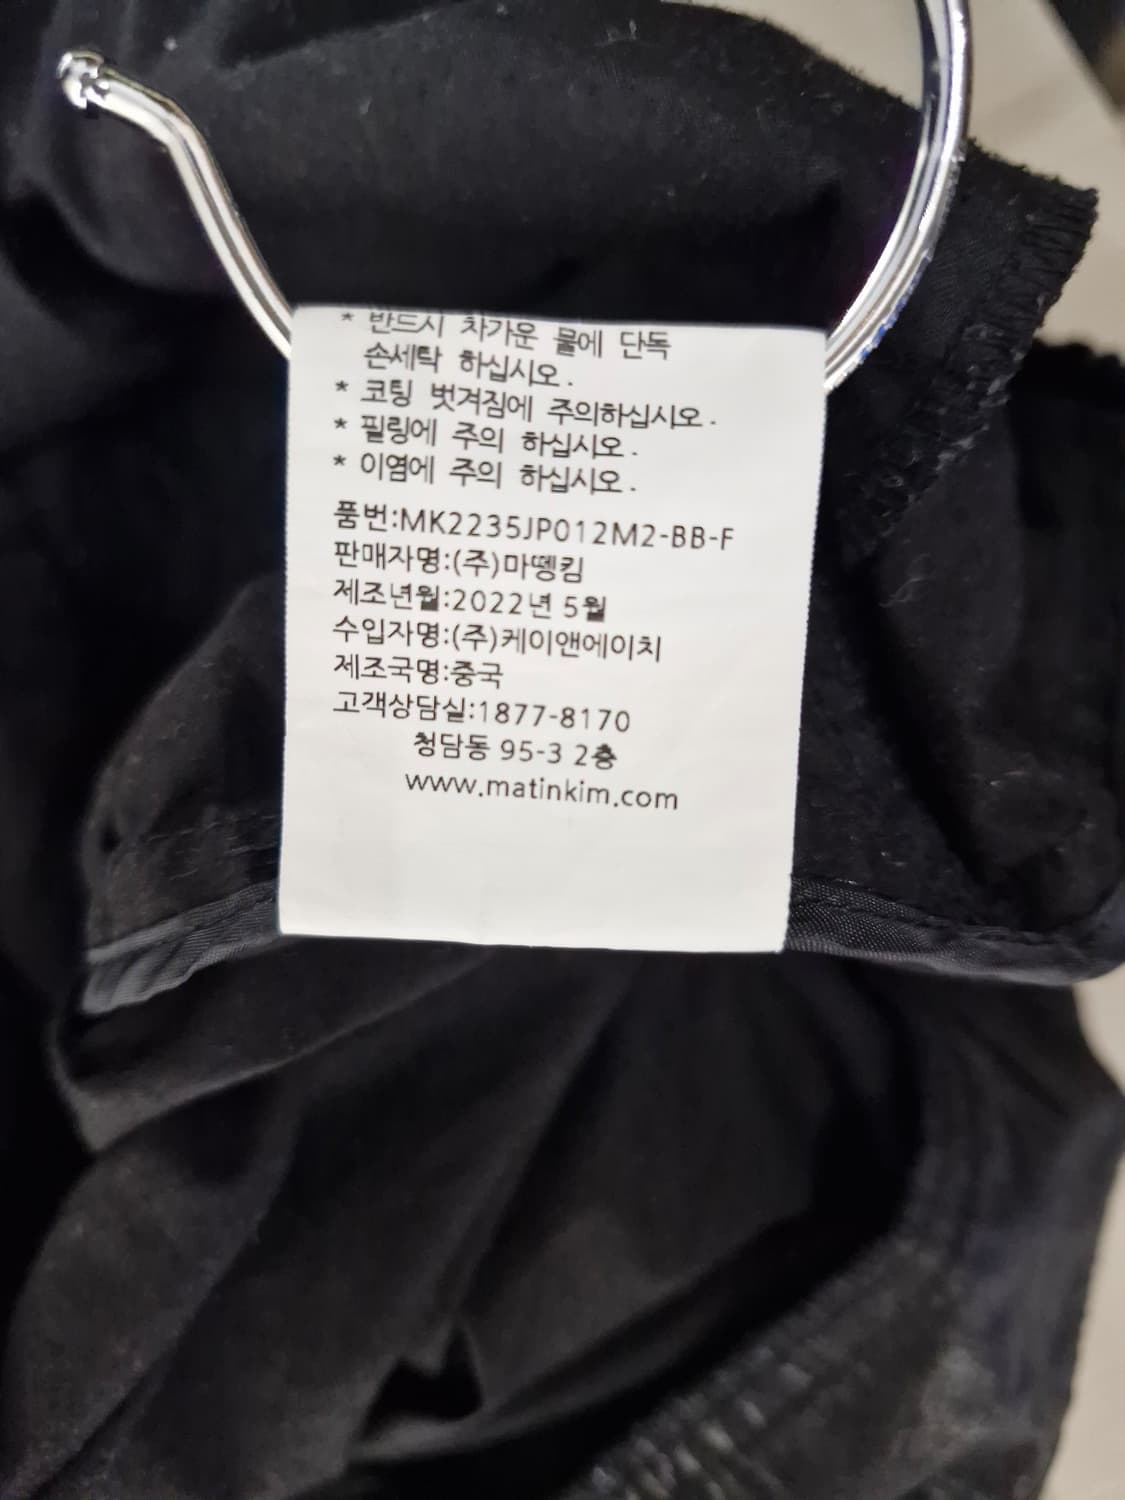 * 반드시 차가운 물에 단독
손세탁 하십시오.
* 코팅 벗겨짐에 주의하십시오.
* 필링에 주의 하십시오.
* 이염에 주의 하십시오.
품번:MK2235JP012M2-BB-F
판매자명:(주)마뗑킴
제조년월:2022년 5월
수입자명:(주)케이앤에이치
제조국명:중국
고객상담실:1877-8170
청담동 95-3 2층
www.matinkim.com